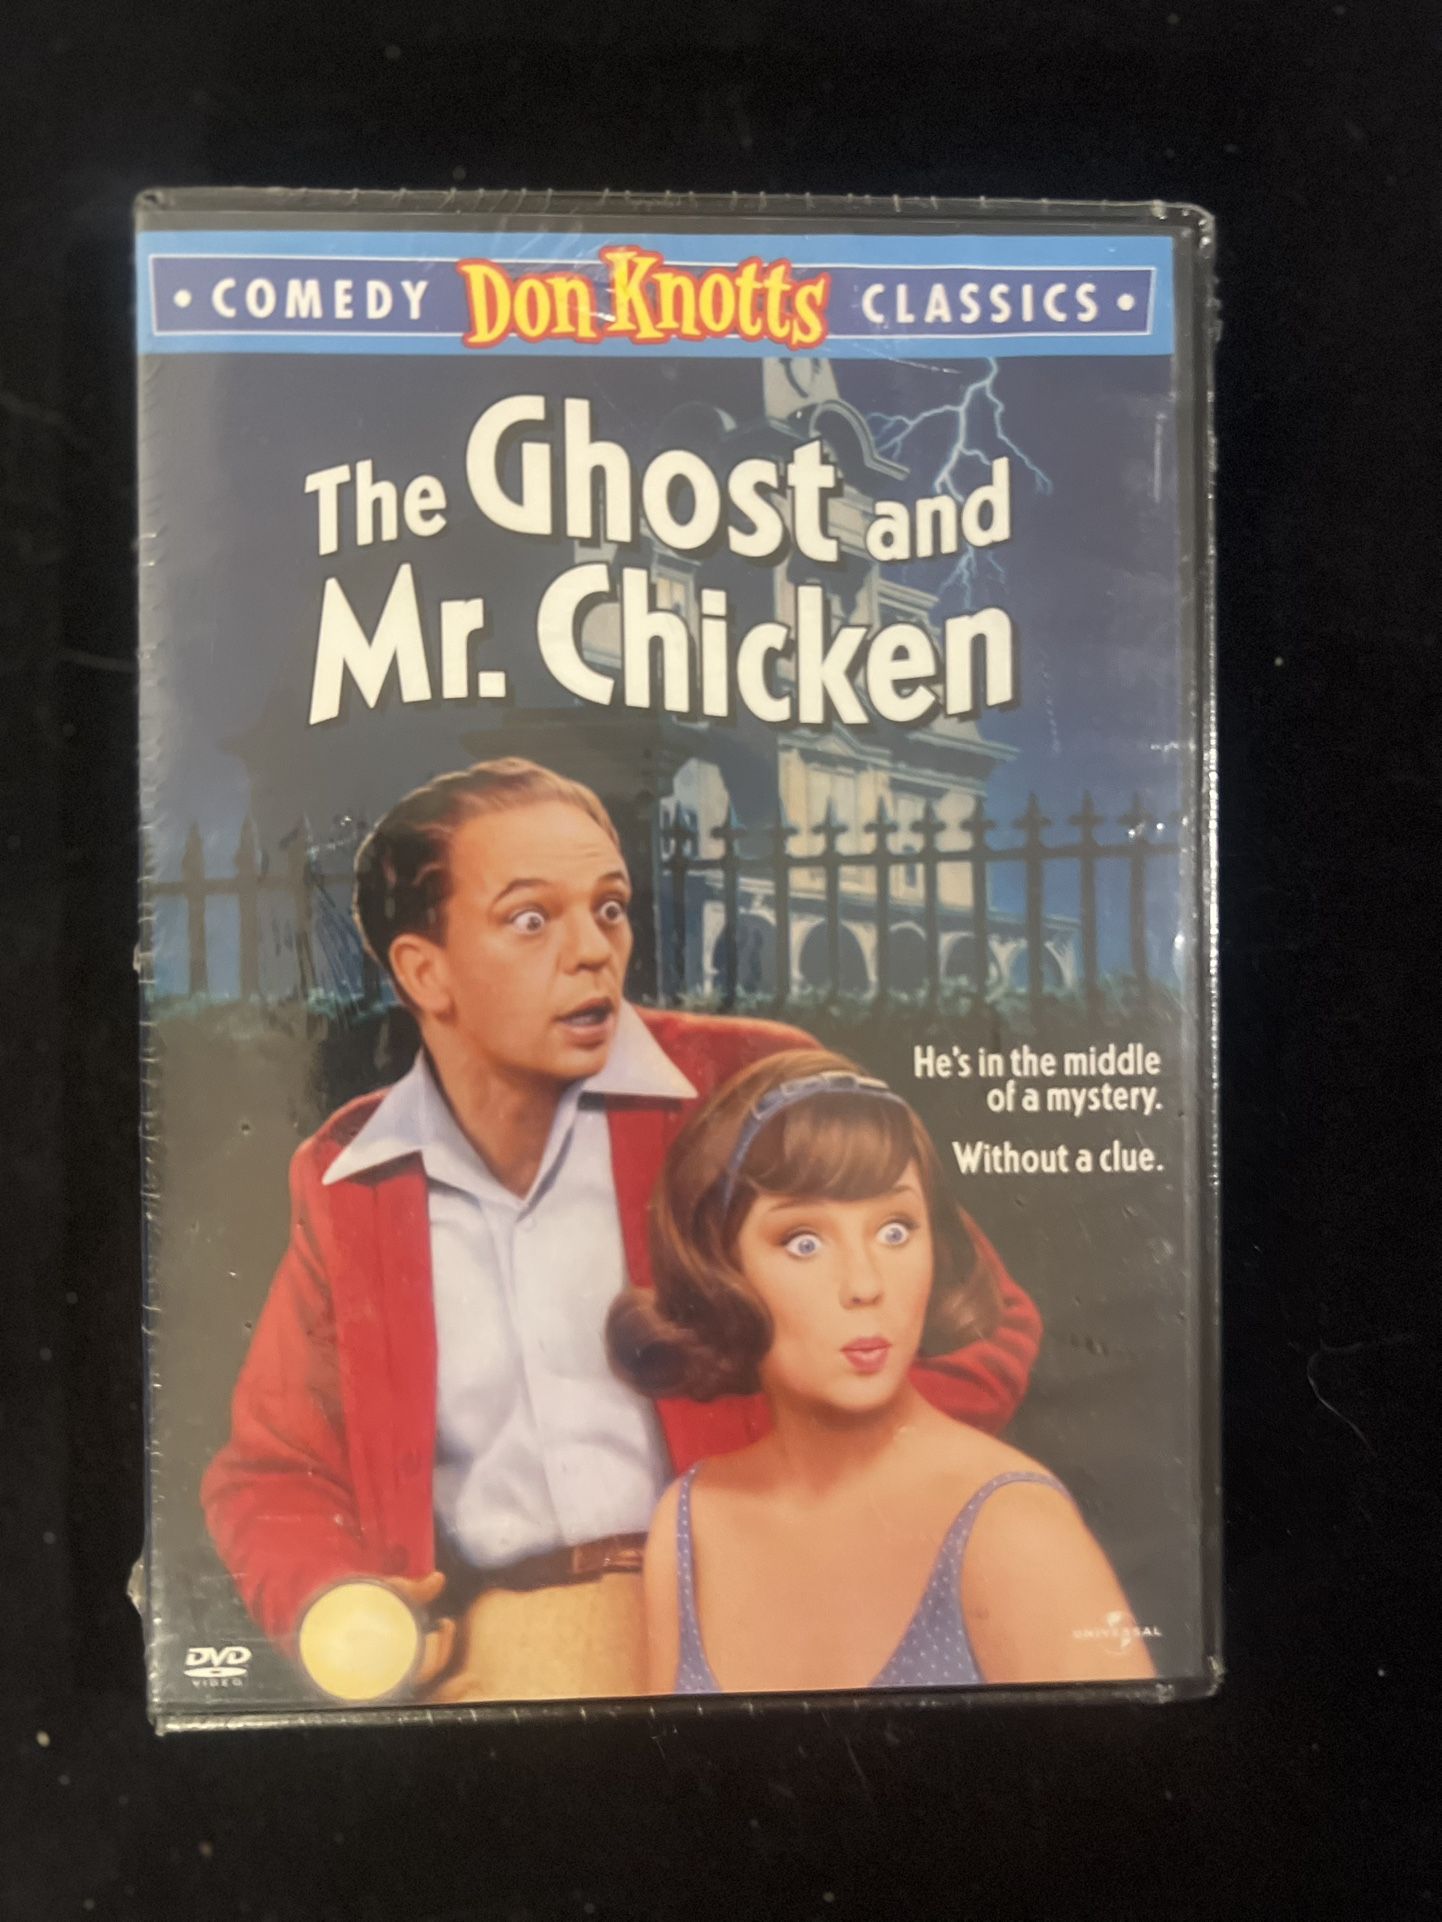 • COMEDY Don Knotts CLASSICS •
The Ghost and
Mr. Chicken
He's in the middle
of a mystery.
Without a clue.
DVD
VIDEO
UNIVERSAL